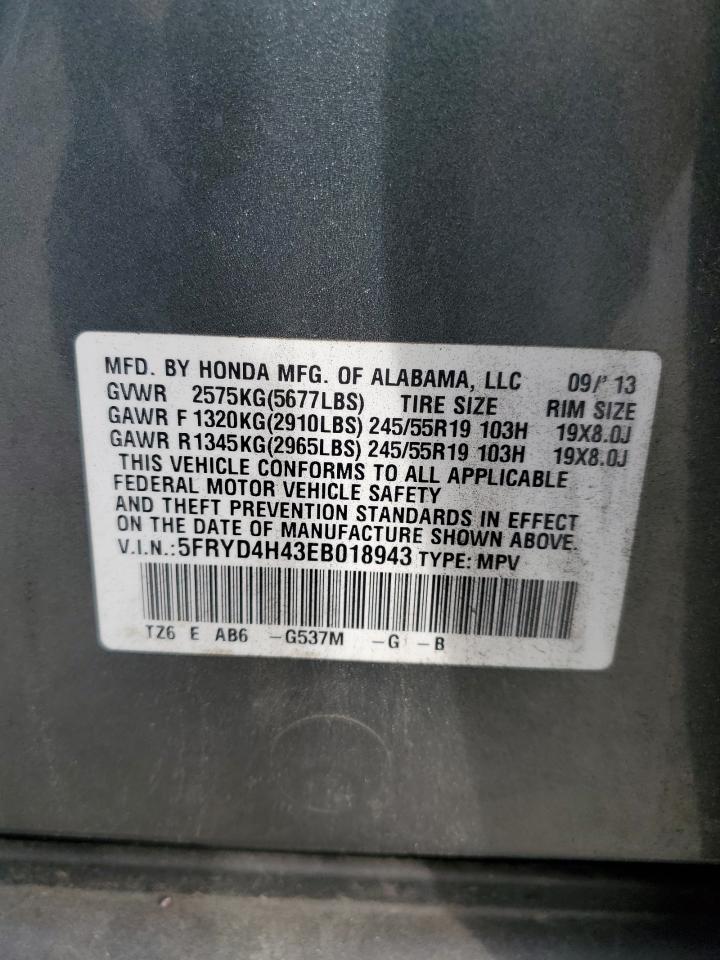 MFD. BY HONDA MFG. OF ALABAMA, LLC 09/'13
GVWR 2575KG(5677LBS) TIRE SIZE RIM SIZE
GAWR F 1320KG(2910LBS) 245/55R19 103H 19X8.0J
GAWR R 1345KG(2965LBS) 245/55R19 103H 19X8.0J
THIS VEHICLE CONFORMS TO ALL APPLICABLE
FEDERAL MOTOR VEHICLE SAFETY
AND THEFT PREVENTION STANDARDS IN EFFECT
ON THE DATE OF MANUFACTURE SHOWN ABOVE.
V.I.N.:5FRYD4H43EB018943 TYPE: MPV
TZ6 E AB6 -G537M -G -B